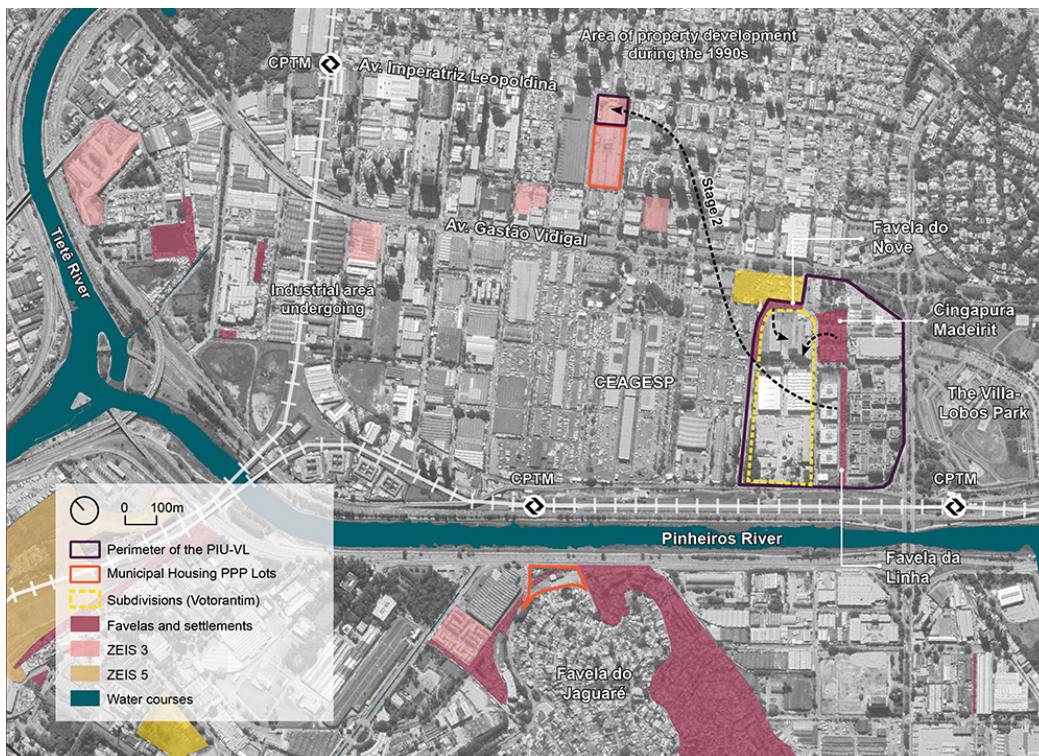 Area of property development
during the 1990s
CPTM
Av. Imperatriz Leopoldina
Stage 2
Favela do
Nove
Av. Gastão Vidigal
Tietê River
Industrial area
undergoing
Cingapura
Madeirit
CEAGESP
The Villa-
Lobos Park
CPTM
CPTM
Pinheiros River
Favela da
Linha
Favela do
Jaguaré
0 100m
Perimeter of the PIU-VL
Municipal Housing PPP Lots
Subdivisions (Votorantim)
Favelas and settlements
ZEIS 3
ZEIS 5
Water courses